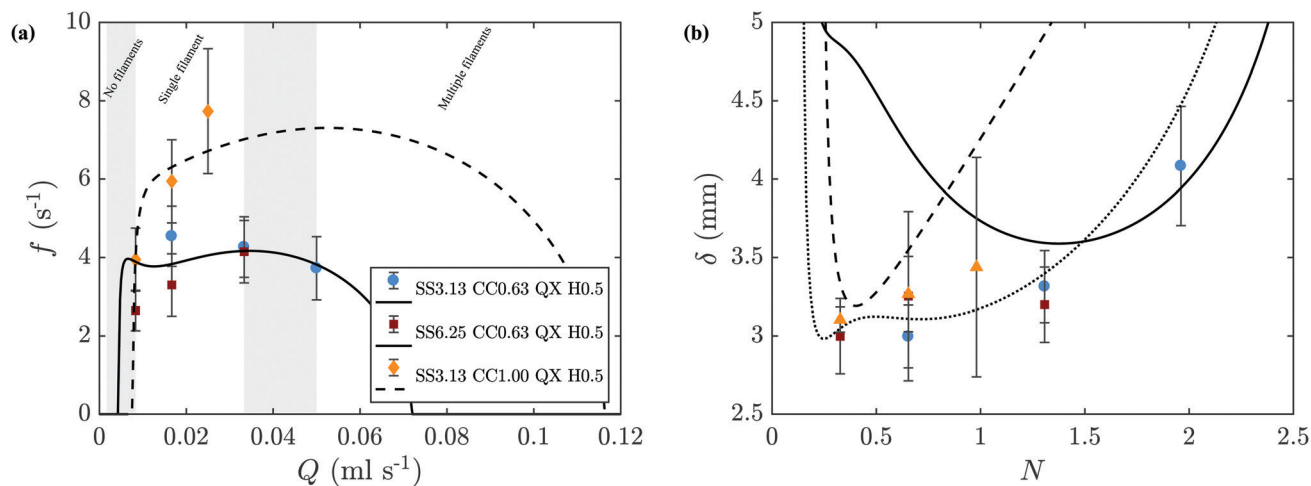 (a)
10
8
6
4
2
0
f (s⁻¹)
No filaments
Single filament
Multiple filaments
SS3.13 CC0.63 QX H0.5
SS6.25 CC0.63 QX H0.5
SS3.13 CC1.00 QX H0.5
0 0.02 0.04 0.06 0.08 0.1 0.12
Q (ml s⁻¹)
(b)
5
4.5
4
3.5
3
2.5
δ (mm)
0 0.5 1 1.5 2 2.5
N